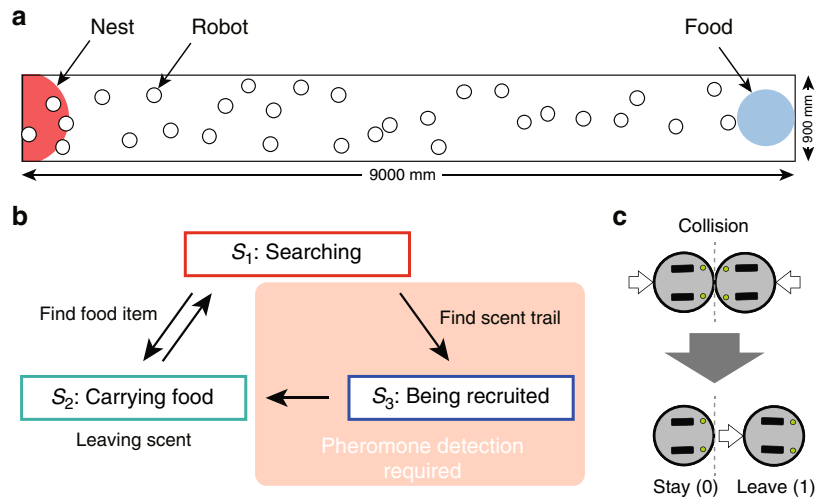 a
Nest
Robot
Food
900 mm
9000 mm
b
S1: Searching
Find food item
Find scent trail
S2: Carrying food
S3: Being recruited
Leaving scent
Pheromone detection
required
c
Collision
Stay (0)
Leave (1)